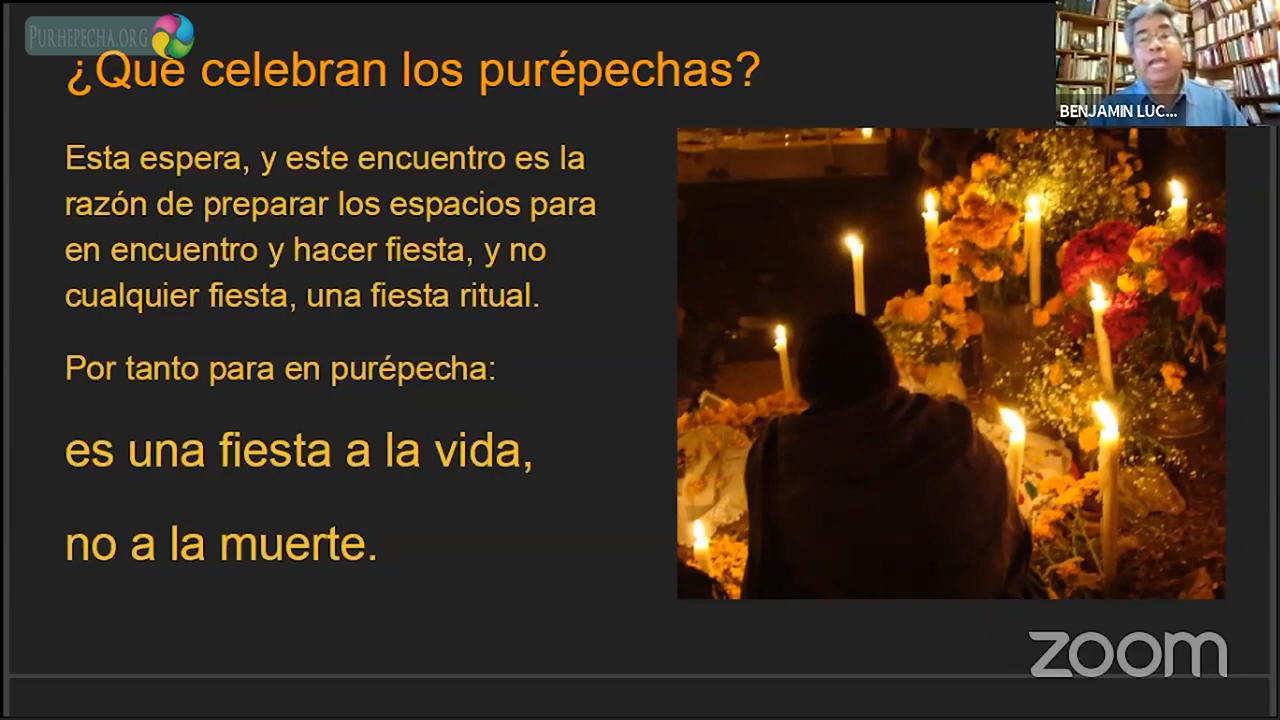 PURHEPECHA.ORG
¿Qué celebran los purépechas?
BENJAMIN LUC...
Esta espera, y este encuentro es la
razón de preparar los espacios para
en encuentro y hacer fiesta, y no
cualquier fiesta, una fiesta ritual.
Por tanto para en purépecha:
es una fiesta a la vida,
no a la muerte.
zoom